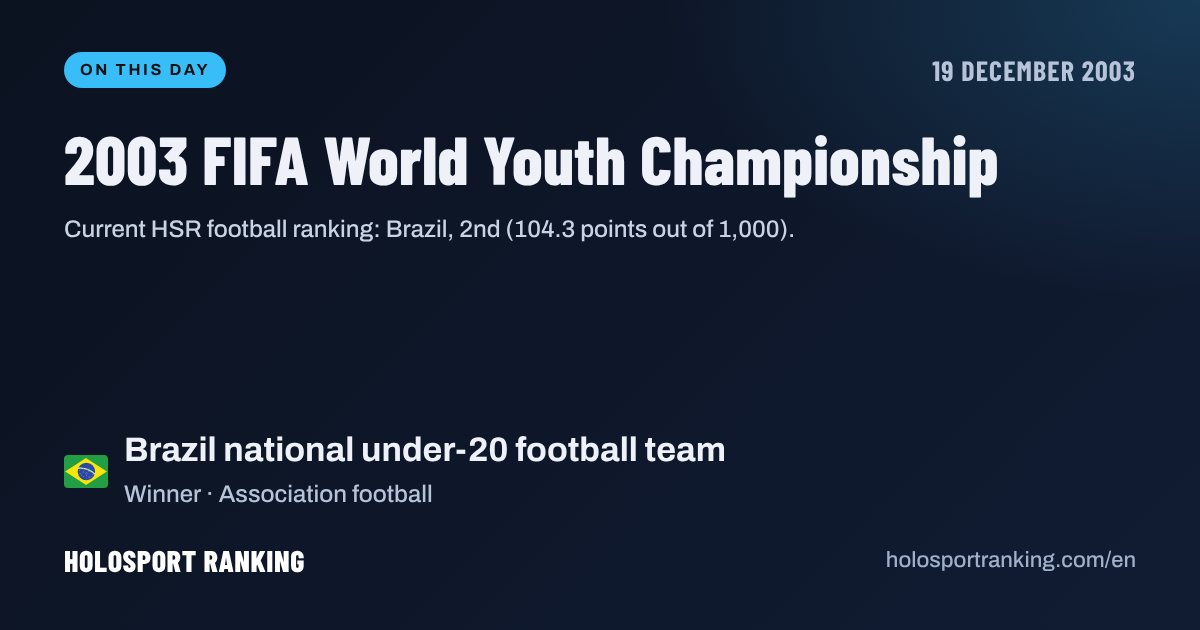 ON THIS DAY
19 DECEMBER 2003
2003 FIFA World Youth Championship
Current HSR football ranking: Brazil, 2nd (104.3 points out of 1,000).
Brazil national under-20 football team
Winner · Association football
HOLOSPORT RANKING
holosportranking.com/en